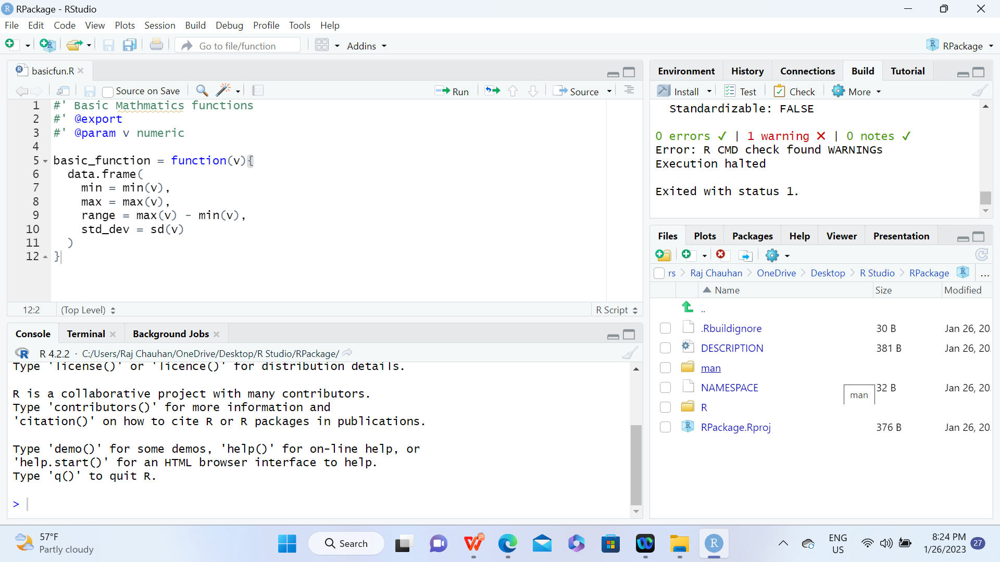 RPackage - RStudio
File Edit Code View Plots Session Build Debug Profile Tools Help
Go to file/function Addins RPackage
basicfun.R
Source on Save Run Source
1 #' Basic Mathmatics functions
2 #' @export
3 #' @param v numeric
4
5 basic_function = function(v){
6 data.frame(
7 min = min(v),
8 max = max(v),
9 range = max(v) - min(v),
10 std_dev = sd(v)
11 )
12 }
12:2 (Top Level) R Script
Console Terminal Background Jobs
R 4.2.2 · C:/Users/Raj Chauhan/OneDrive/Desktop/R Studio/RPackage/
Type 'license()' or 'licence()' for distribution details.
R is a collaborative project with many contributors.
Type 'contributors()' for more information and
'citation()' on how to cite R or R packages in publications.
Type 'demo()' for some demos, 'help()' for on-line help, or
'help.start()' for an HTML browser interface to help.
Type 'q()' to quit R.
>
Environment History Connections Build Tutorial
Install Test Check More
Standardizable: FALSE
0 errors ✓ | 1 warning ✕ | 0 notes ✓
Error: R CMD check found WARNINGs
Execution halted
Exited with status 1.
Files Plots Packages Help Viewer Presentation
rs Raj Chauhan OneDrive Desktop R Studio RPackage ...
Name Size Modified
..
.Rbuildignore 30 B Jan 26, 20
DESCRIPTION 381 B Jan 26, 20
man
NAMESPACE 32 B Jan 26, 20
man
R
RPackage.Rproj 376 B Jan 26, 20
57°F
Partly cloudy
Search
ENG
US
8:24 PM
1/26/2023
27